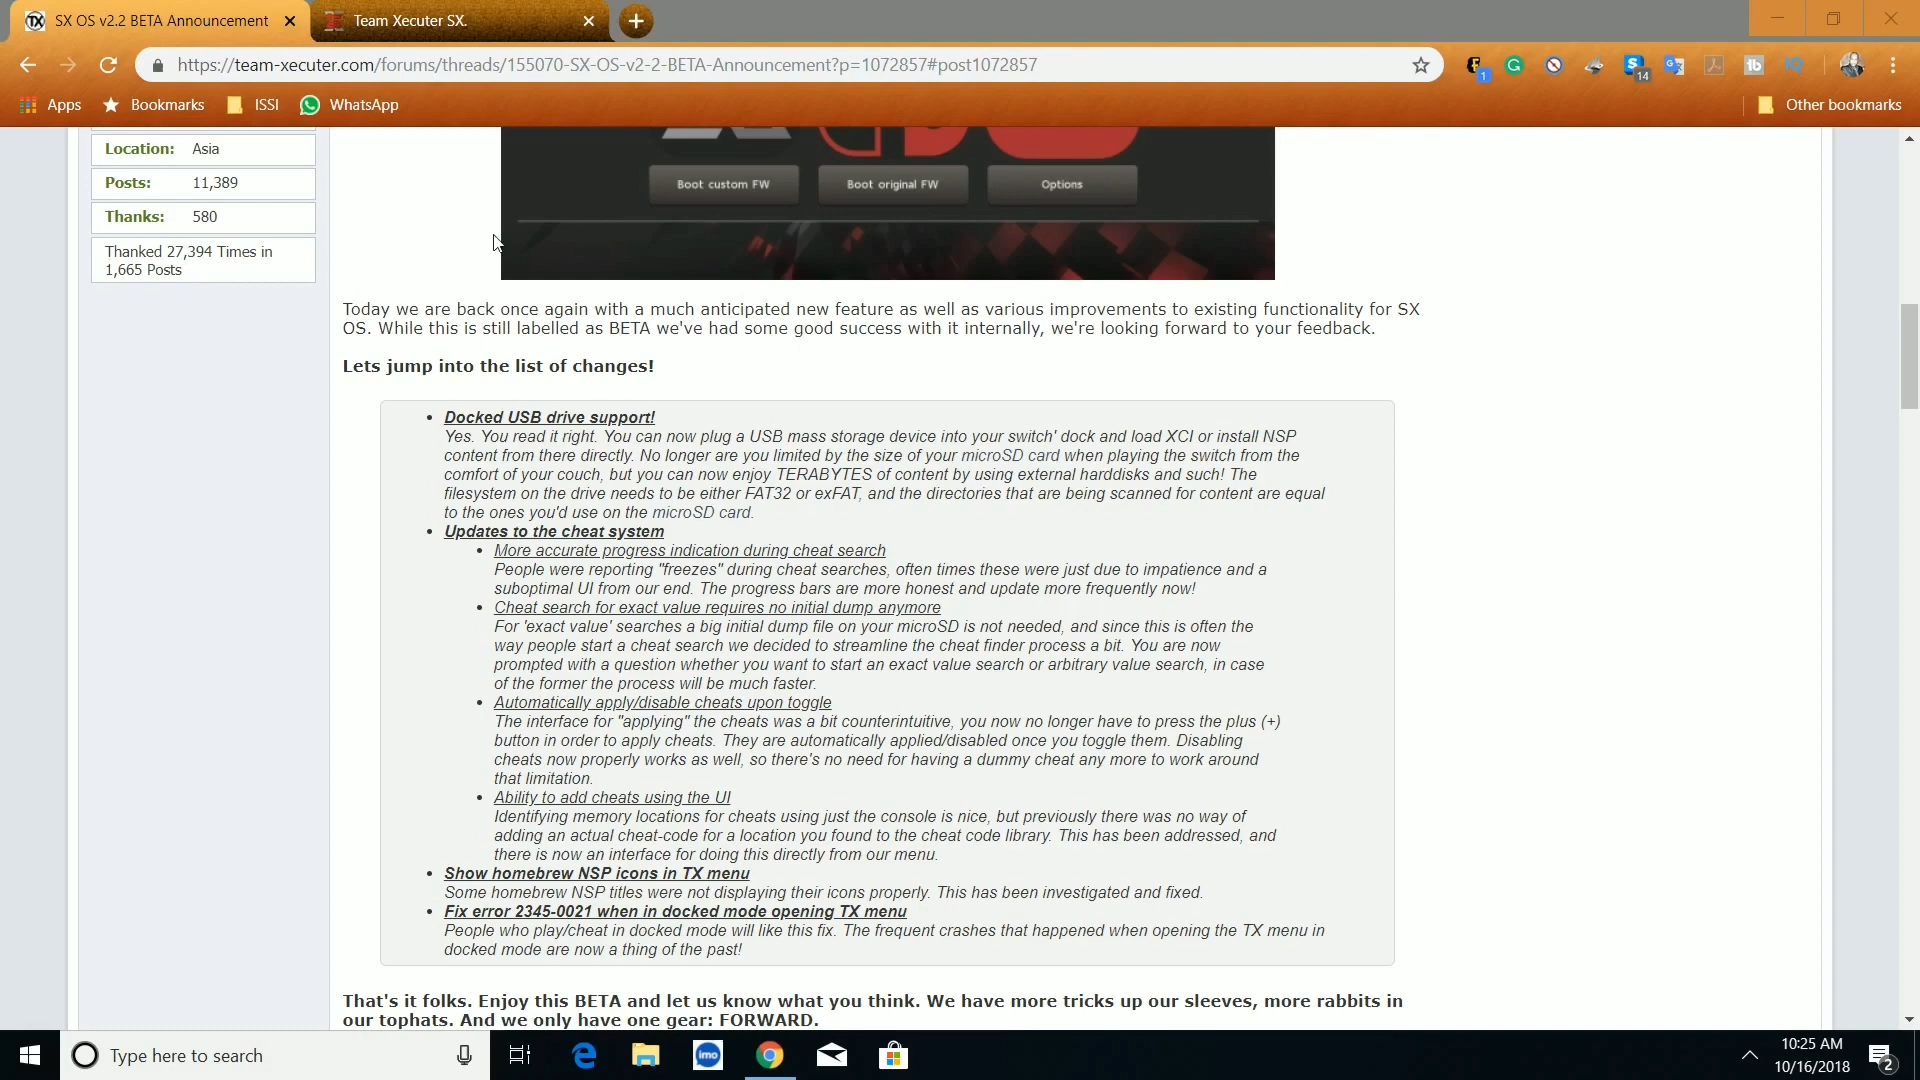 SX OS v2.2 BETA Announcement
Team Xecuter SX.
https://team-xecuter.com/forums/threads/155070-SX-OS-v2-2-BETA-Announcement?p=1072857#post1072857
1
14
Apps
Bookmarks
ISSI
WhatsApp
Other bookmarks
Location: Asia
Posts: 11,389
Thanks: 580
Thanked 27,394 Times in
1,665 Posts
Boot custom FW
Boot original FW
Options
Today we are back once again with a much anticipated new feature as well as various improvements to existing functionality for SX
OS. While this is still labelled as BETA we've had some good success with it internally, we're looking forward to your feedback.
Lets jump into the list of changes!
• Docked USB drive support!
Yes. You read it right. You can now plug a USB mass storage device into your switch' dock and load XCI or install NSP
content from there directly. No longer are you limited by the size of your microSD card when playing the switch from the
comfort of your couch, but you can now enjoy TERABYTES of content by using external harddisks and such! The
filesystem on the drive needs to be either FAT32 or exFAT, and the directories that are being scanned for content are equal
to the ones you'd use on the microSD card.
• Updates to the cheat system
• More accurate progress indication during cheat search
People were reporting "freezes" during cheat searches, often times these were just due to impatience and a
suboptimal UI from our end. The progress bars are more honest and update more frequently now!
• Cheat search for exact value requires no initial dump anymore
For 'exact value' searches a big initial dump file on your microSD is not needed, and since this is often the
way people start a cheat search we decided to streamline the cheat finder process a bit. You are now
prompted with a question whether you want to start an exact value search or arbitrary value search, in case
of the former the process will be much faster.
• Automatically apply/disable cheats upon toggle
The interface for "applying" the cheats was a bit counterintuitive, you now no longer have to press the plus (+)
button in order to apply cheats. They are automatically applied/disabled once you toggle them. Disabling
cheats now properly works as well, so there's no need for having a dummy cheat any more to work around
that limitation.
• Ability to add cheats using the UI
Identifying memory locations for cheats using just the console is nice, but previously there was no way of
adding an actual cheat-code for a location you found to the cheat code library. This has been addressed, and
there is now an interface for doing this directly from our menu.
• Show homebrew NSP icons in TX menu
Some homebrew NSP titles were not displaying their icons properly. This has been investigated and fixed.
• Fix error 2345-0021 when in docked mode opening TX menu
People who play/cheat in docked mode will like this fix. The frequent crashes that happened when opening the TX menu in
docked mode are now a thing of the past!
That's it folks. Enjoy this BETA and let us know what you think. We have more tricks up our sleeves, more rabbits in
our tophats. And we only have one gear: FORWARD.
Type here to search
imo
10:25 AM
10/16/2018
2